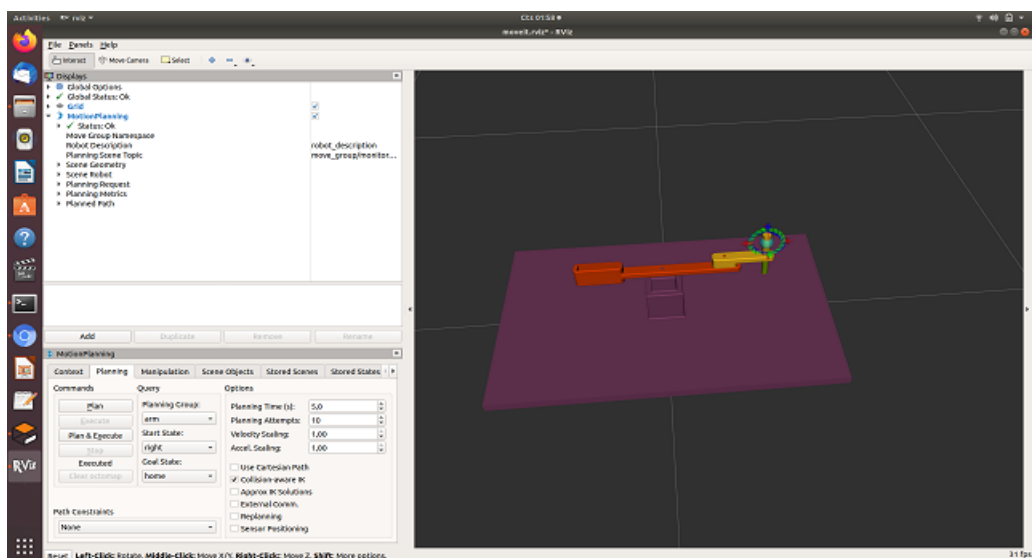 Activities RViz Cts 01:58
moveit.rviz* - RViz
File Panels Help
Interact Move Camera Select
Displays
Global Options
Global Status: Ok
Grid
MotionPlanning
Status: Ok
Move Group Namespace
Robot Description robot_description
Planning Scene Topic move_group/monitor...
Scene Geometry
Scene Robot
Planning Request
Planning Metrics
Planned Path
Add Duplicate Remove Rename
MotionPlanning
Context Planning Manipulation Scene Objects Stored Scenes Stored States
Commands Query Options
Plan Planning Group: Planning Time (s): 5,0
Execute arm Planning Attempts: 10
Plan & Execute Start State: Velocity Scaling: 1,00
Stop right Accel. Scaling: 1,00
Executed Goal State: Use Cartesian Path
Clear octomap home Collision-aware IK
Approx IK Solutions
External Comm.
Path Constraints Replanning
None Sensor Positioning
Reset Left-Click: Rotate. Middle-Click: Move X/Y. Right-Click: Move Z. Shift: More options. 31 fps
RViz